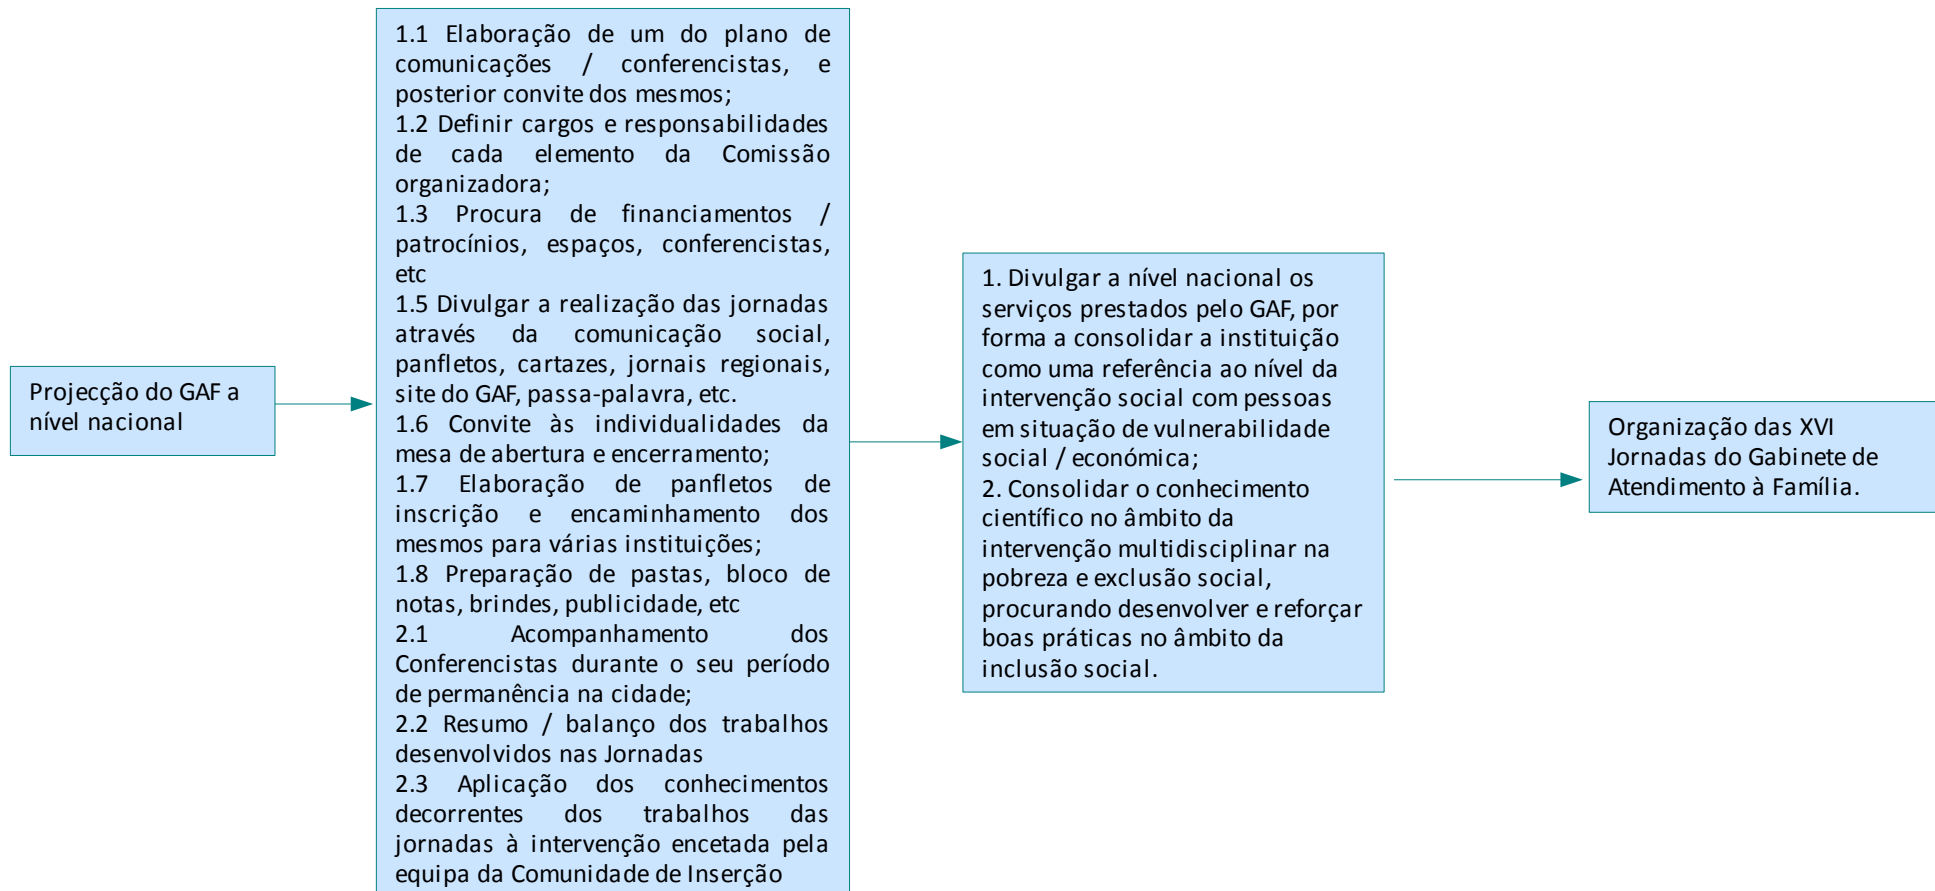 Projecção do GAF a
nível nacional
1.1 Elaboração de um do plano de
comunicações / conferencistas, e
posterior convite dos mesmos;
1.2 Definir cargos e responsabilidades
de cada elemento da Comissão
organizadora;
1.3 Procura de financiamentos /
patrocínios, espaços, conferencistas,
etc
1.5 Divulgar a realização das jornadas
através da comunicação social,
panfletos, cartazes, jornais regionais,
site do GAF, passa-palavra, etc.
1.6 Convite às individualidades da
mesa de abertura e encerramento;
1.7 Elaboração de panfletos de
inscrição e encaminhamento dos
mesmos para várias instituições;
1.8 Preparação de pastas, bloco de
notas, brindes, publicidade, etc
2.1 Acompanhamento dos
Conferencistas durante o seu período
de permanência na cidade;
2.2 Resumo / balanço dos trabalhos
desenvolvidos nas Jornadas
2.3 Aplicação dos conhecimentos
decorrentes dos trabalhos das
jornadas à intervenção encetada pela
equipa da Comunidade de Inserção
1. Divulgar a nível nacional os
serviços prestados pelo GAF, por
forma a consolidar a instituição
como uma referência ao nível da
intervenção social com pessoas
em situação de vulnerabilidade
social / económica;
2. Consolidar o conhecimento
científico no âmbito da
intervenção multidisciplinar na
pobreza e exclusão social,
procurando desenvolver e reforçar
boas práticas no âmbito da
inclusão social.
Organização das XVI
Jornadas do Gabinete de
Atendimento à Família.